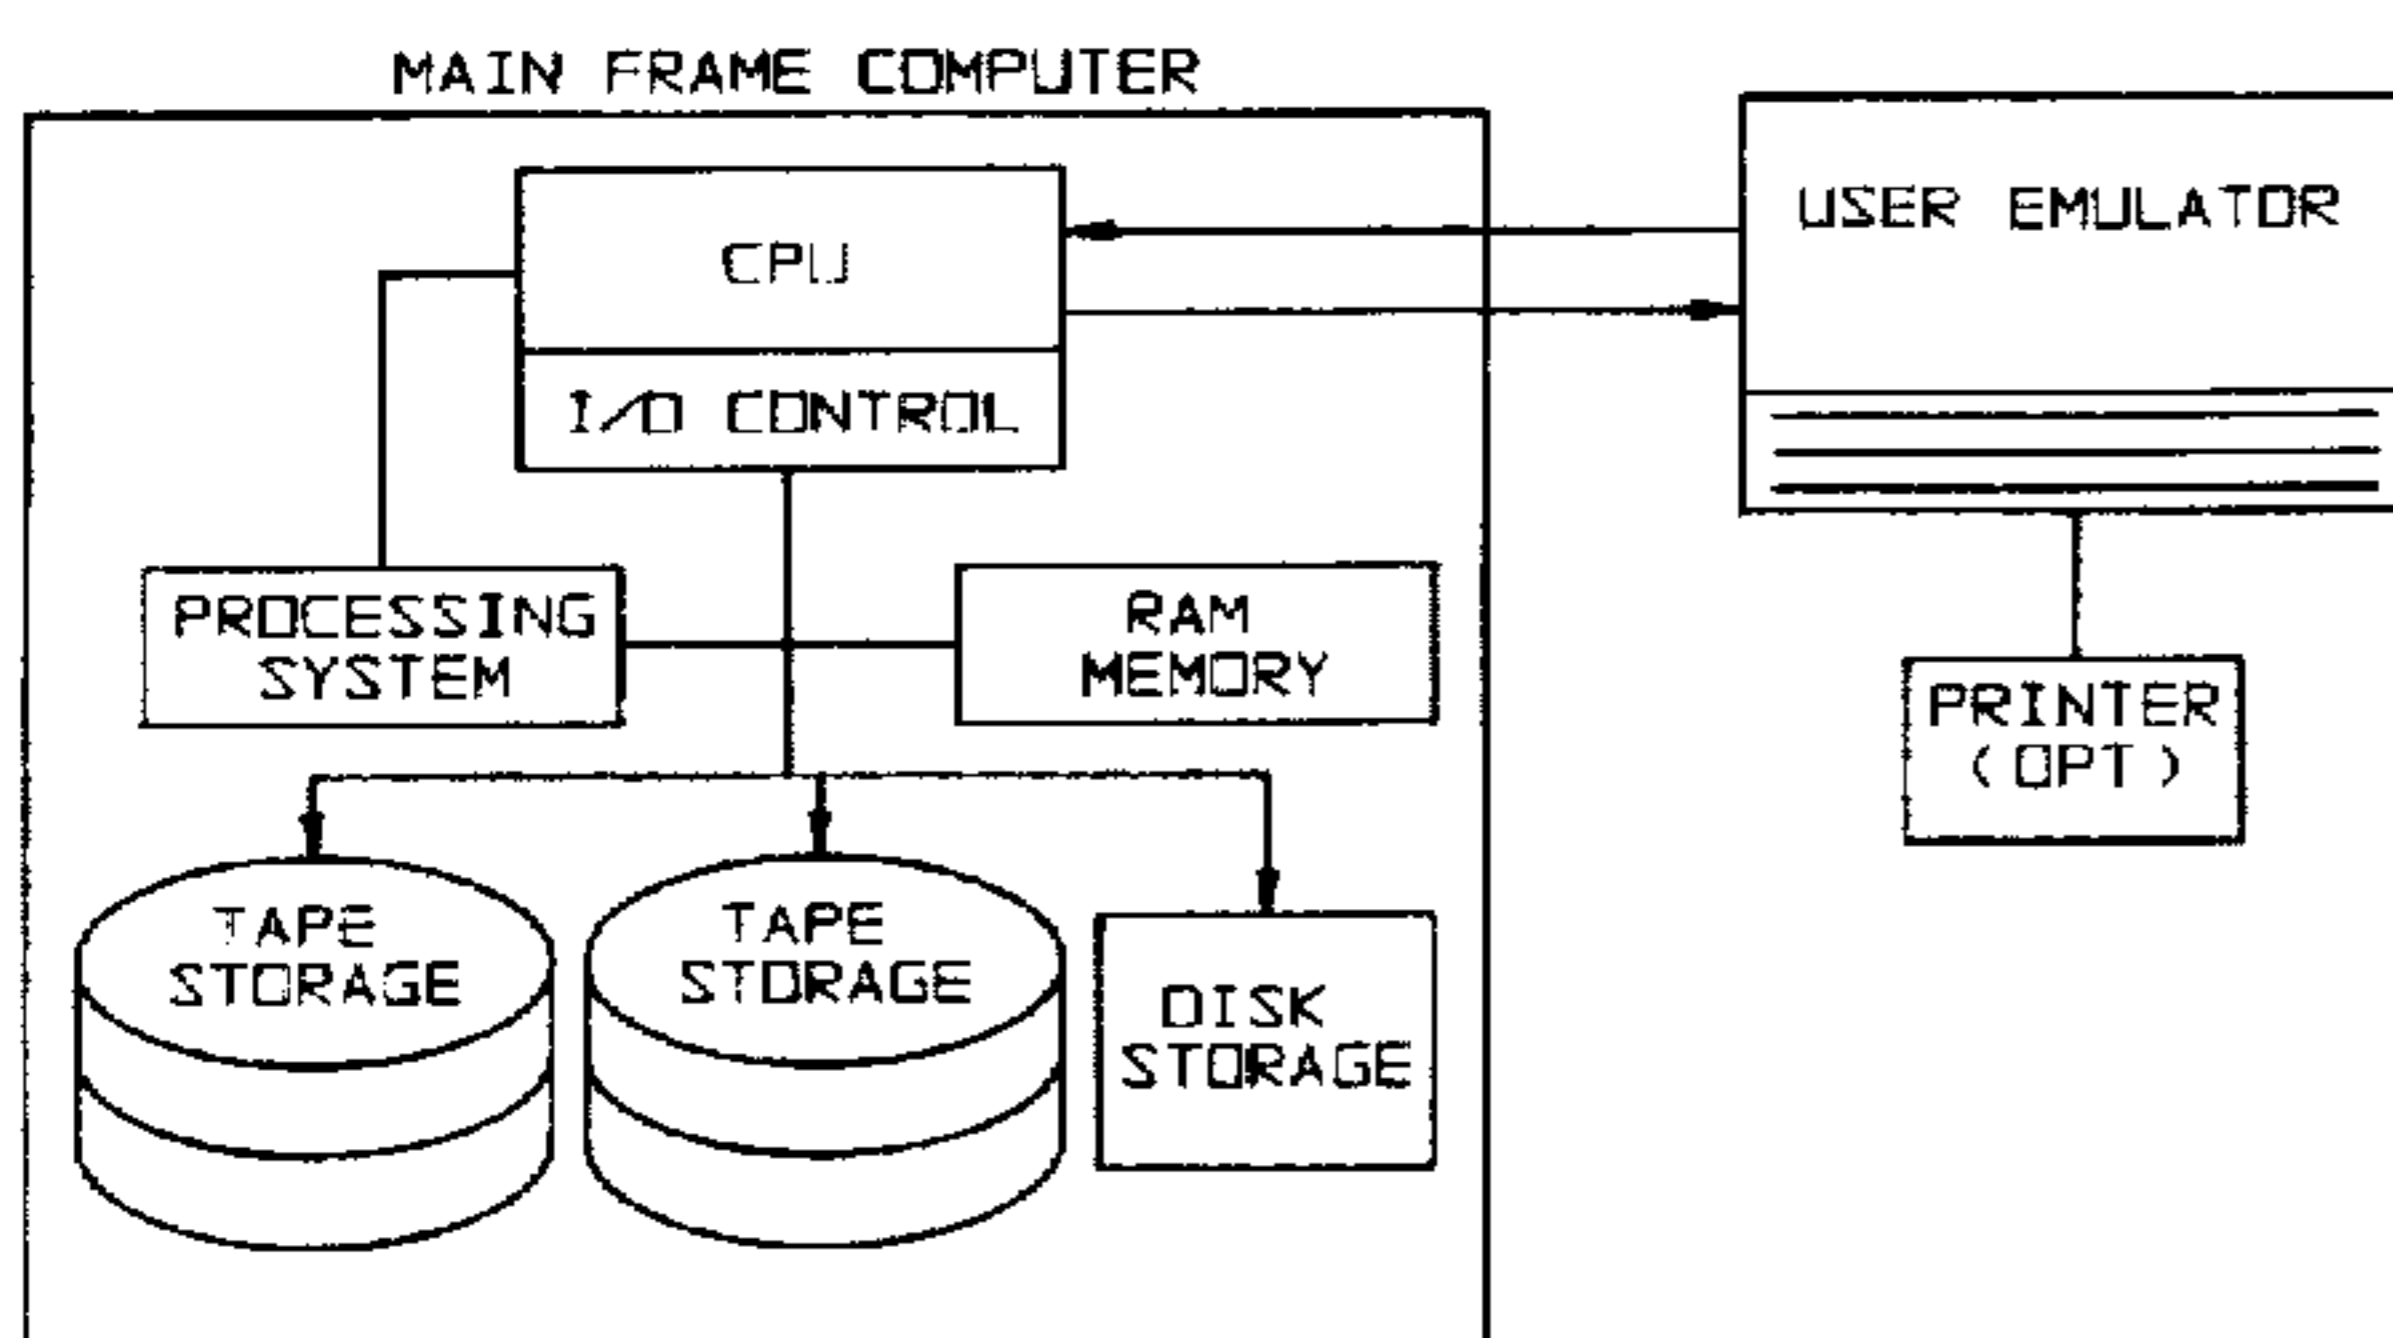 MAIN FRAME COMPUTER
CPU
I/O CONTROL
USER EMULATOR
PROCESSING
SYSTEM
RAM
MEMORY
PRINTER
(OPT)
TAPE
STORAGE
TAPE
STORAGE
DISK
STORAGE